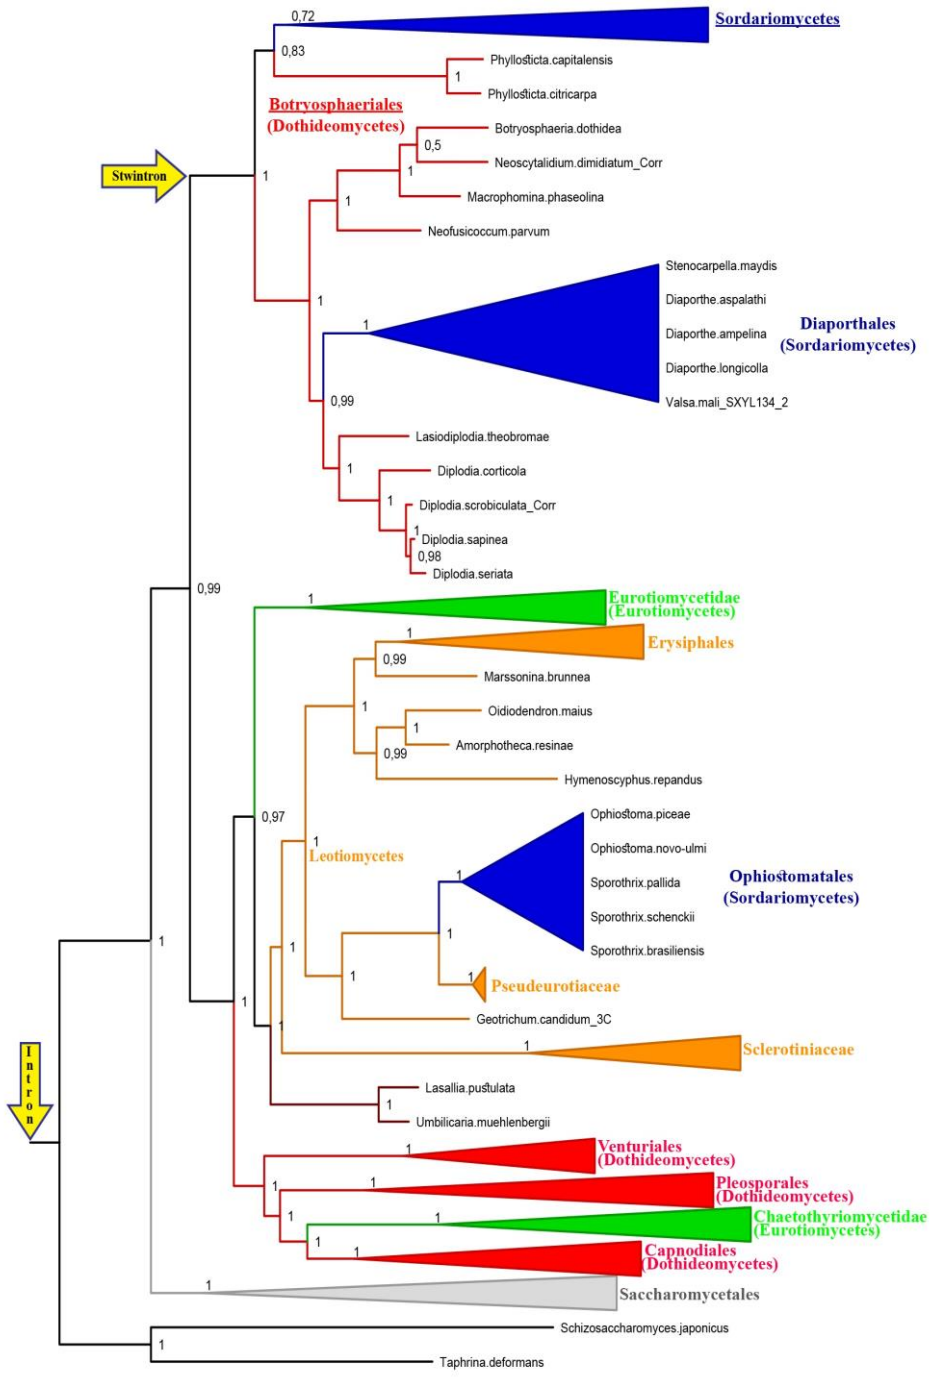 0,72
Sordariomycetes
0,83
Phyllosticta.capitalensis
1
Phyllosticta.citricarpa
Botryosphaeriales
(Dothideomycetes)
Botryosphaeria.dothidea
0,5
Neoscytalidium.dimidiatum_Corr
1
Stwintron
1
Macrophomina.phaseolina
1
Neofusicoccum.parvum
Stenocarpella.maydis
1
Diaporthe.aspalathi
1
Diaporthales
Diaporthe.ampelina
(Sordariomycetes)
Diaporthe.longicolla
0,99
Valsa.mali_SXYL134_2
Lasiodiplodia.theobromae
1
Diplodia.corticola
1
Diplodia.scrobiculata_Corr
1
Diplodia.sapinea
0,98
Diplodia.seriata
0,99
1
Eurotiomycetidae
(Eurotiomycetes)
1
Erysiphales
0,99
Marssonina.brunnea
1
Oidiodendron.maius
1
Amorphotheca.resinae
0,99
Hymenoscyphus.repandus
0,97
Ophiostoma.piceae
1
Ophiostoma.novo-ulmi
Leotiomycetes
1
Sporothrix.pallida
Ophiostomatales
(Sordariomycetes)
Sporothrix.schenckii
1
1
1
Sporothrix.brasiliensis
1
1
Pseudeurotiaceae
1
1
Geotrichum.candidum_3C
1
1
Sclerotiniaceae
Intron
Lasallia.pustulata
1
Umbilicaria.muehlenbergii
1
Venturiales
(Dothideomycetes)
1
1
Pleosporales
(Dothideomycetes)
1
1
Chaetothyriomycetidae
(Eurotiomycetes)
1
1
Capnodiales
(Dothideomycetes)
1
Saccharomycetales
Schizosaccharomyces.japonicus
1
Taphrina.deformans